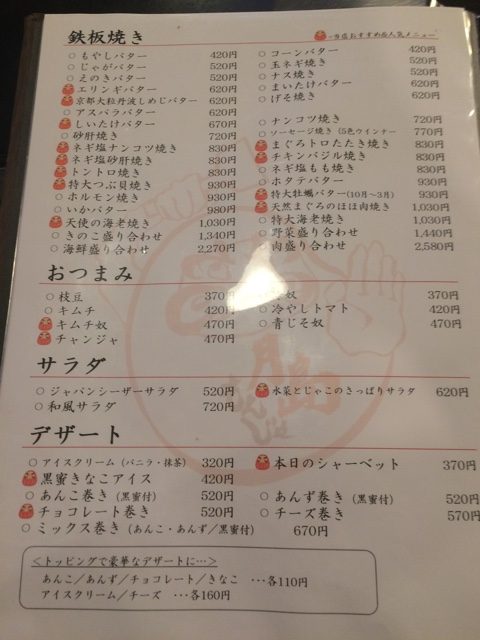 鉄板焼き
=当店おすすめ&人気メニュー
○ もやしバター 420円
○ じゃがバター 520円
○ えのきバター 520円
エリンギバター 620円
京都大粒丹波しめじバター 620円
○ アスパラバター 620円
しいたけバター 670円
○ 砂肝焼き 720円
ネギ塩ナンコツ焼き 830円
ネギ塩砂肝焼き 830円
トントロ焼き 830円
特大つぶ貝焼き 930円
○ ホルモン焼き 930円
○ いかバター 980円
天使の海老焼き 1,030円
○ きのこ盛り合わせ 1,340円
○ 海鮮盛り合わせ 2,270円
○ コーンバター 420円
○ 玉ネギ焼き 520円
○ ナス焼き 520円
○ まいたけバター 620円
○ げそ焼き 620円
○ ナンコツ焼き 720円
○ ソーセージ焼き (5色ウインナー 770円
まぐろトロたたき焼き 830円
チキンバジル焼き 830円
○ ネギ塩もも焼き 830円
○ ホタテバター 930円
特大牡蠣バター(10月〜3月) 930円
天然まぐろのほほ肉焼き 1,030円
○ 特大海老焼き 1,030円
○ 野菜盛り合わせ 1,440円
○ 肉盛り合わせ 2,580円
おつまみ
○ 枝豆 370円
○ キムチ 420円
キムチ奴 470円
チャンジャ 470円
奴 370円
○ 冷やしトマト 420円
○ 青じそ奴 470円
サラダ
○ ジャパンシーザーサラダ 520円
○ 和風サラダ 720円
水菜とじゃこのさっぱりサラダ 620円
デザート
○ アイスクリーム (バニラ・抹茶) 320円
黒蜜きなこアイス 420円
○ あんこ巻き (黒蜜付) 520円
チョコレート巻き 520円
○ ミックス巻き (あんこ・あんず/黒蜜付) 670円
本日のシャーベット 370円
○ あんず巻き (黒蜜付) 520円
○ チーズ巻き 570円
<トッピングで豪華なデザートに…>
あんこ/あんず/チョコレート/きなこ …各110円
アイスクリーム/チーズ …各160円
月島